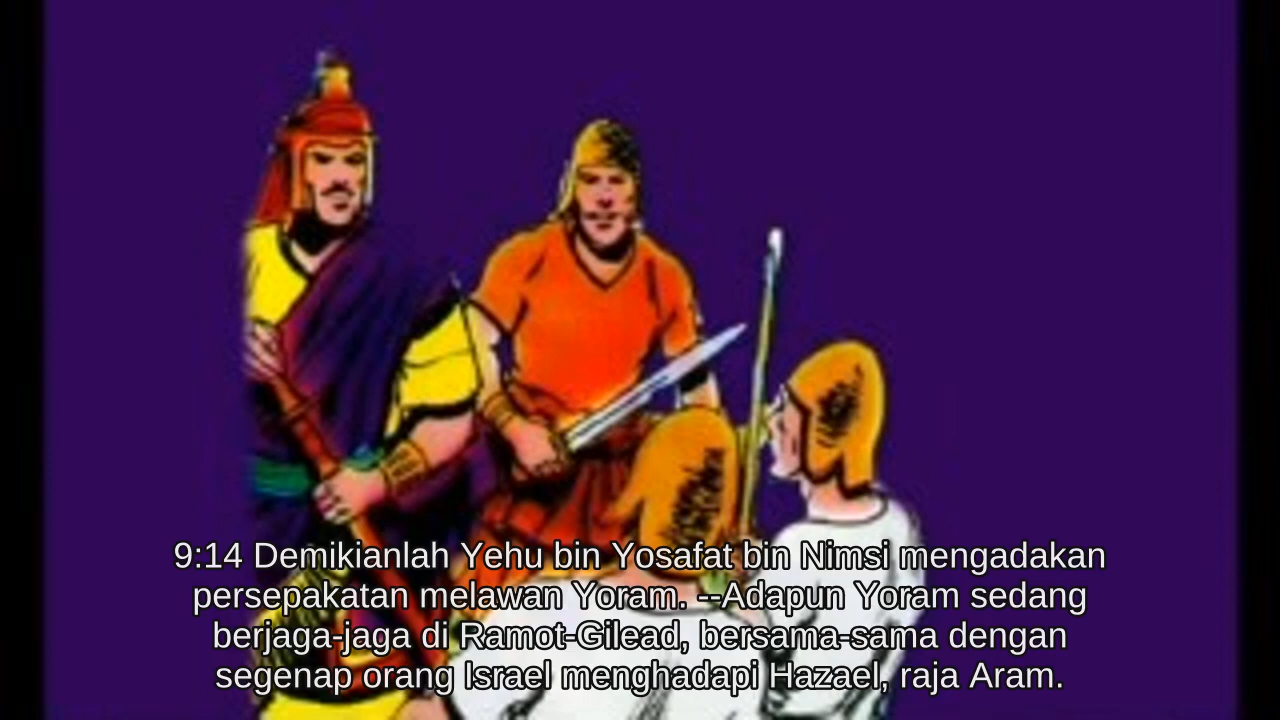 9:14 Demikianlah Yehu bin Yosafat bin Nimsi mengadakan
persepakatan melawan Yoram. --Adapun Yoram sedang
berjaga-jaga di Ramot-Gilead, bersama-sama dengan
segenap orang Israel menghadapi Hazael, raja Aram.